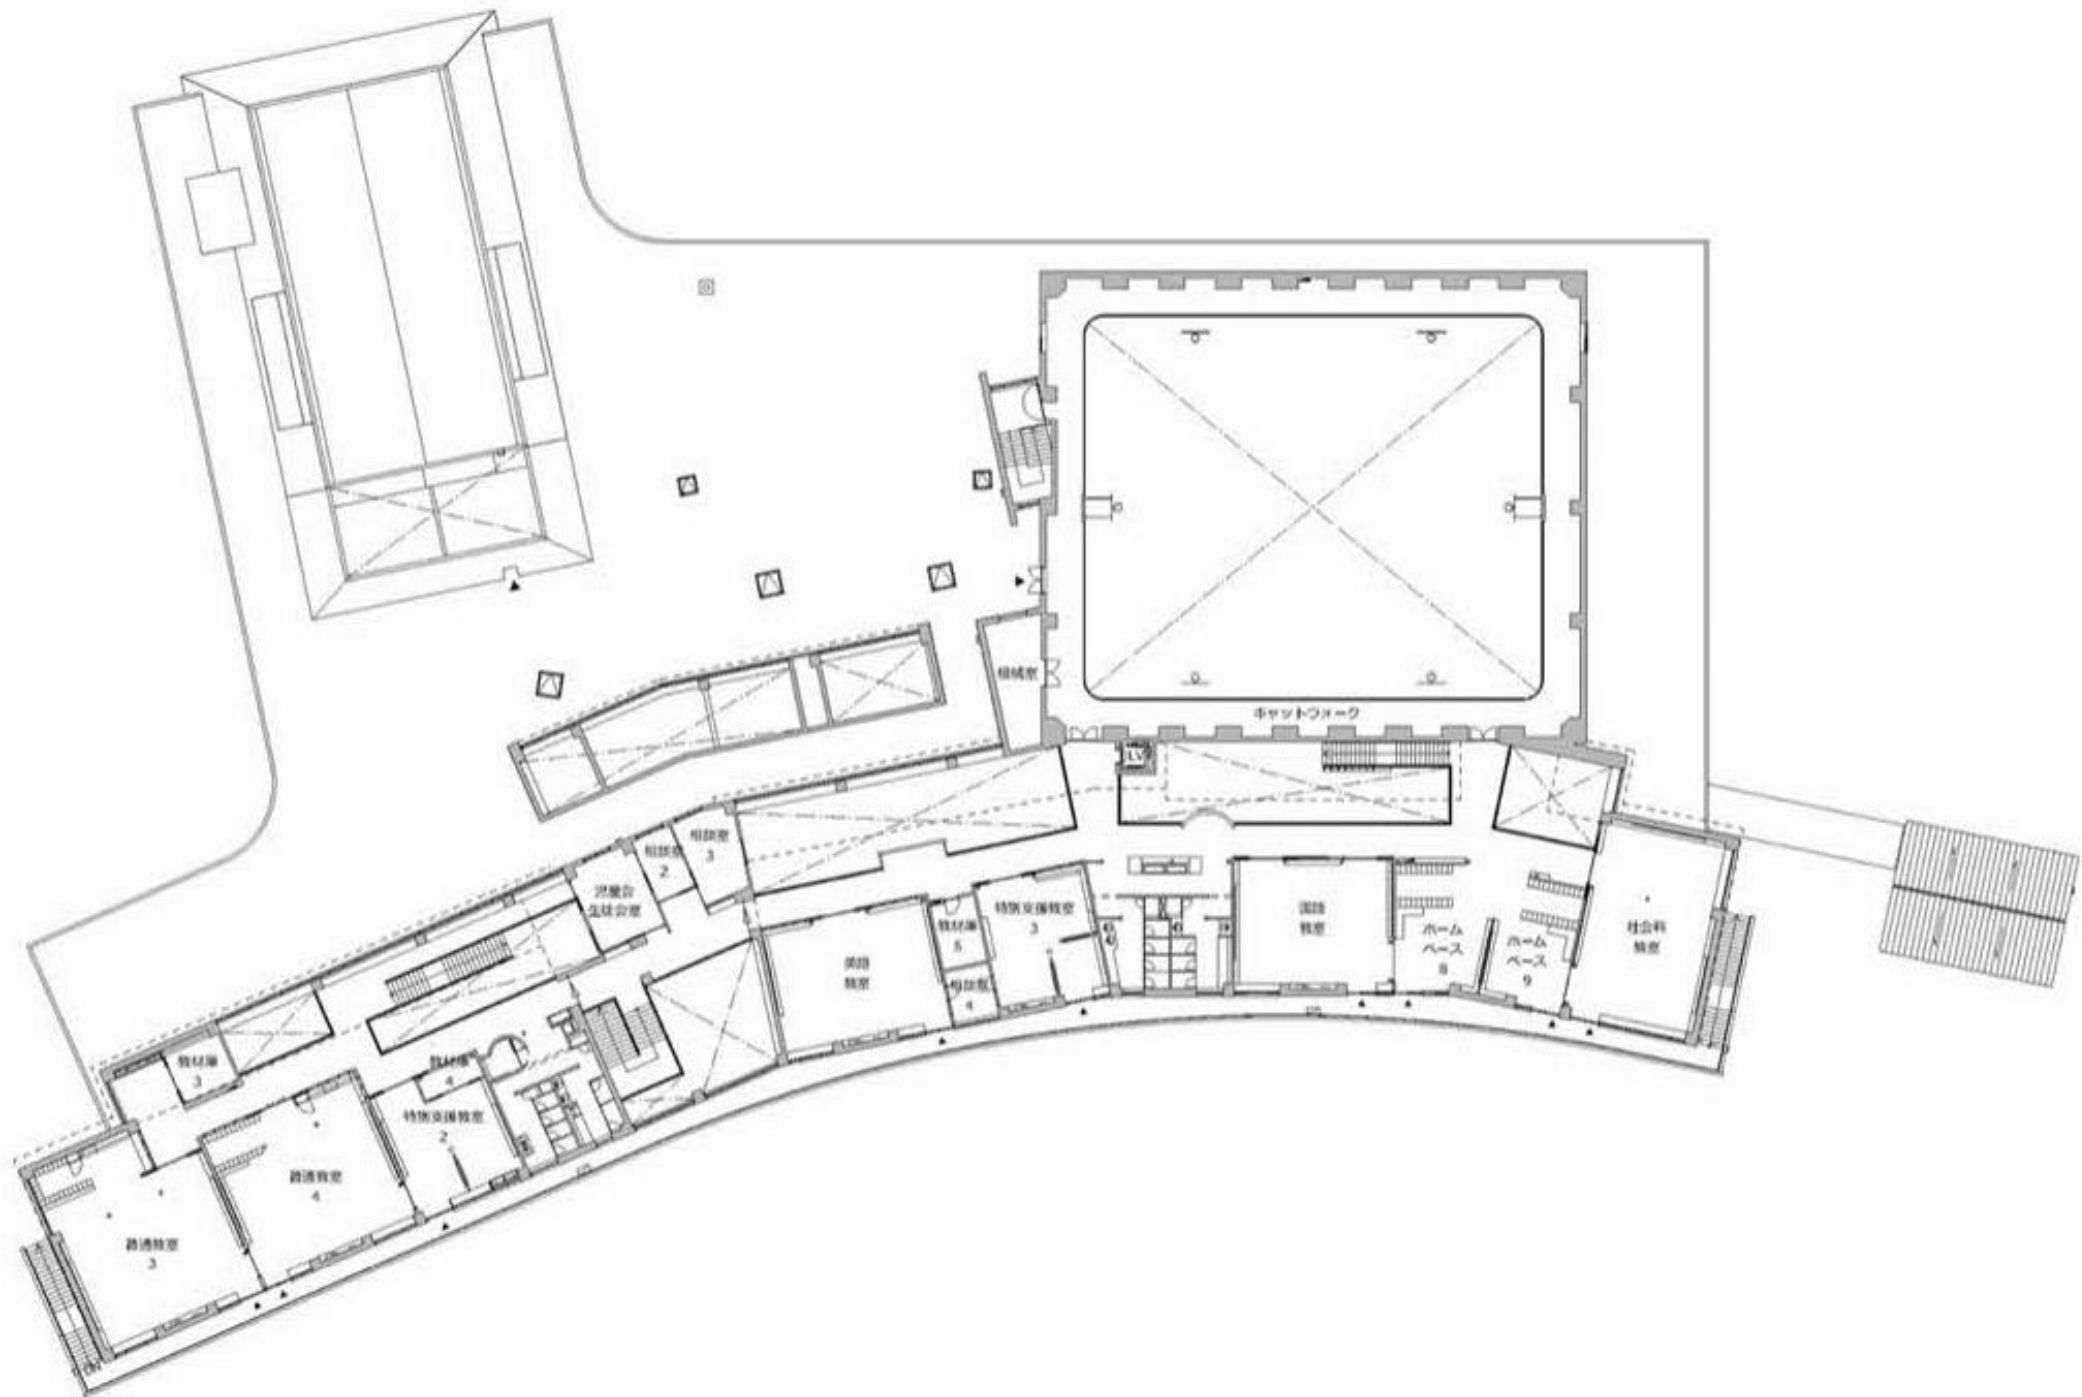 機械室
キャットウォーク
EV
相談室
3
相談室
2
児童会
生徒会室
特別支援教室
3
教材庫
5
国語
教室
ホーム
ベース
8
ホーム
ベース
9
社会科
教室
英語
教室
相談室
4
教材庫
3
教材庫
4
特別支援教室
2
普通教室
4
普通教室
3
DN